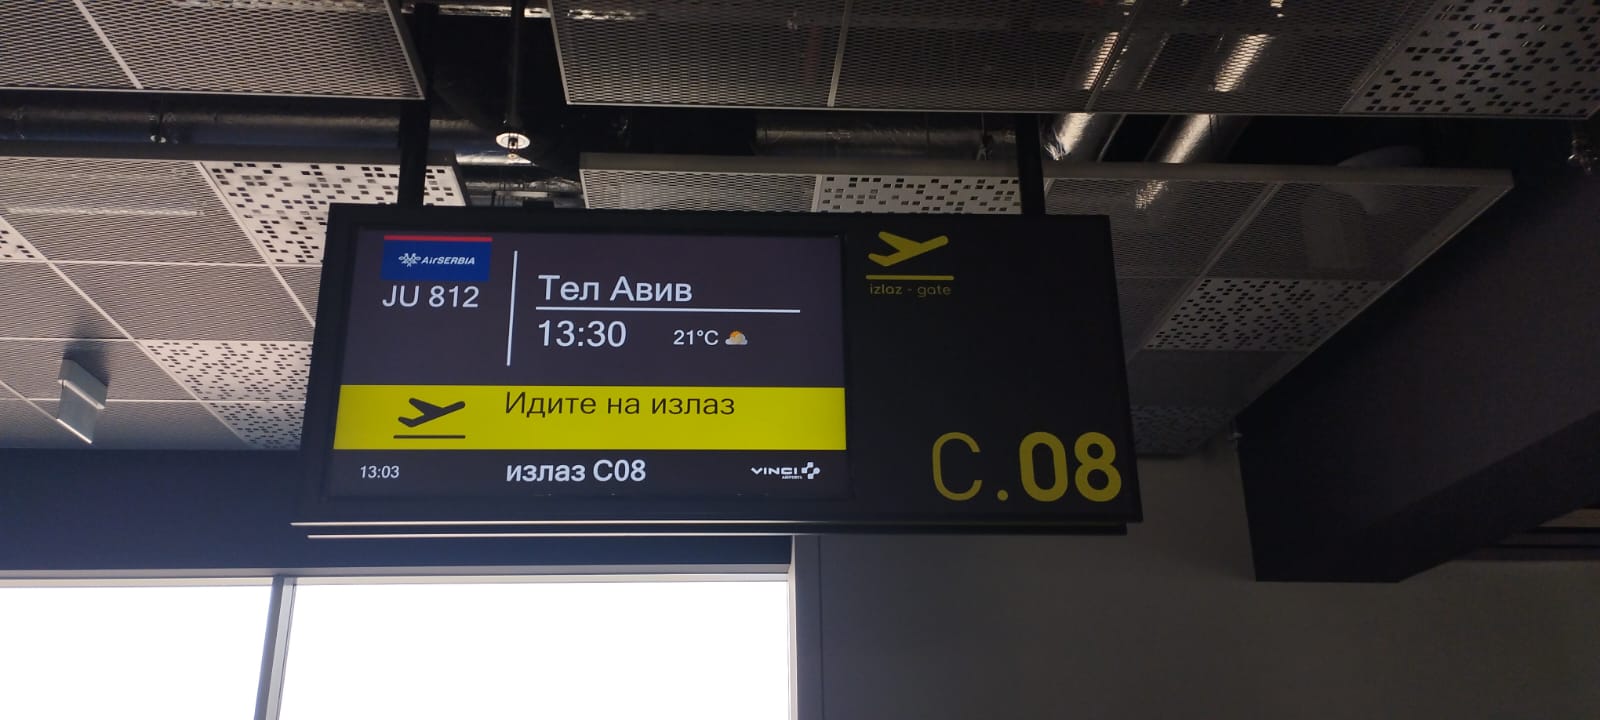 AirSERBIA
JU 812
Тел Авив
13:30
21°C
Идите на излаз
13:03
излаз C08
VINCI
AIRPORTS
izlaz - gate
C.08